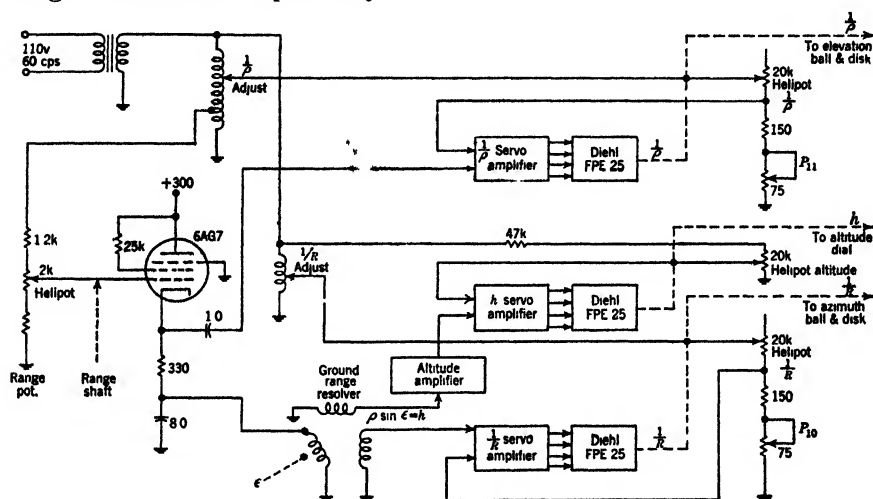 110v
60 cps
1/ρ
Adjust
1/ρ
To elevation
ball & disk
20k
Helipot
1/ρ
150
P11
75
1/ρ Servo
amplifier
Diehl
FPE 25
1/ρ
+300
6AG7
25k
12k
2k
Helipot
Range
pot.
Range
shaft
10
330
80
1/R
Adjust
47k
h
To altitude
dial
20k
Helipot altitude
h servo
amplifier
Diehl
FPE 25
1/R
To azimuth
ball & disk
20k
Helipot
1/R
150
P10
75
Altitude
amplifier
Ground
range
resolver
ρ sin ε=h
ε
1/R servo
amplifier
Diehl
FPE 25
1/R